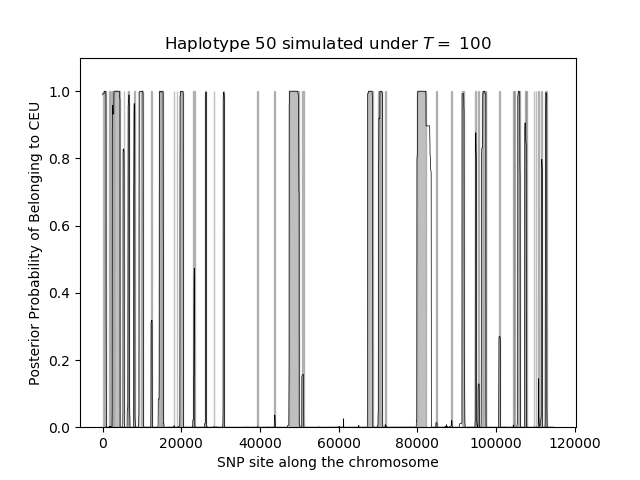 Haplotype 50 simulated under T = 100
Posterior Probability of Belonging to CEU
1.0
0.8
0.6
0.4
0.2
0.0
0 20000 40000 60000 80000 100000 120000
SNP site along the chromosome